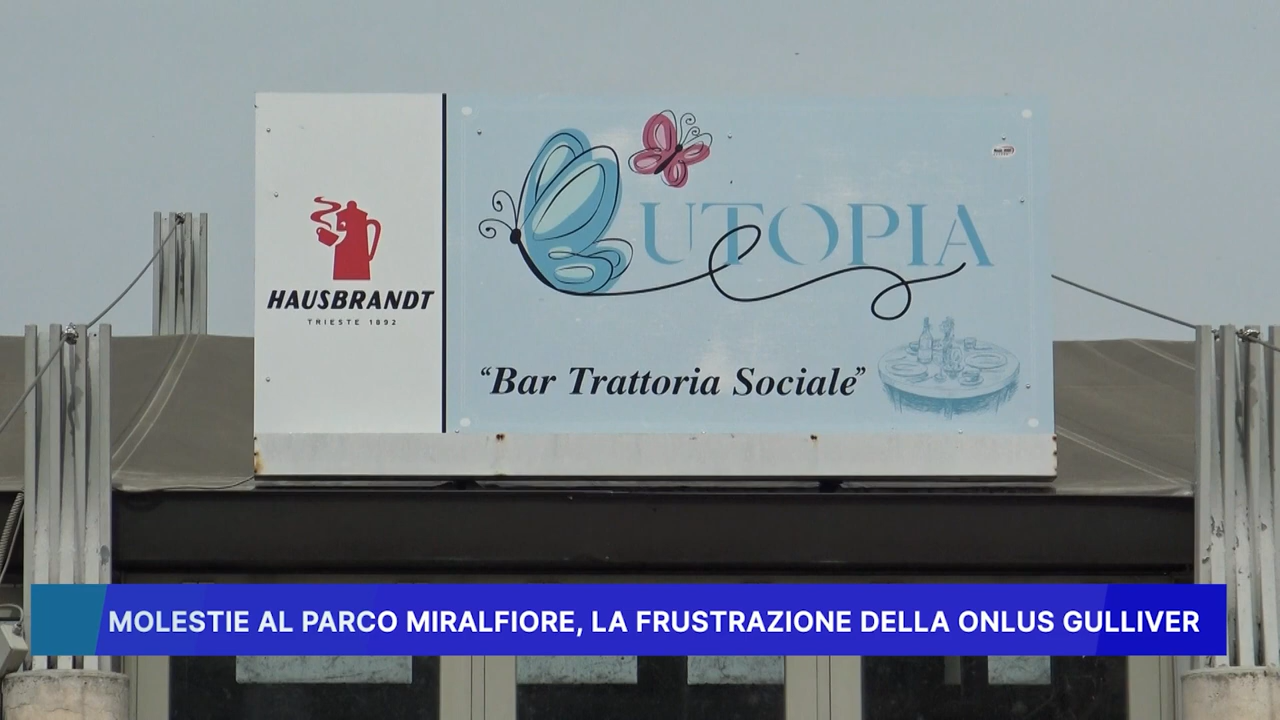 HAUSBRANDT
TRIESTE 1892
UTOPIA
“Bar Trattoria Sociale”
MOLESTIE AL PARCO MIRALFIORE, LA FRUSTRAZIONE DELLA ONLUS GULLIVER